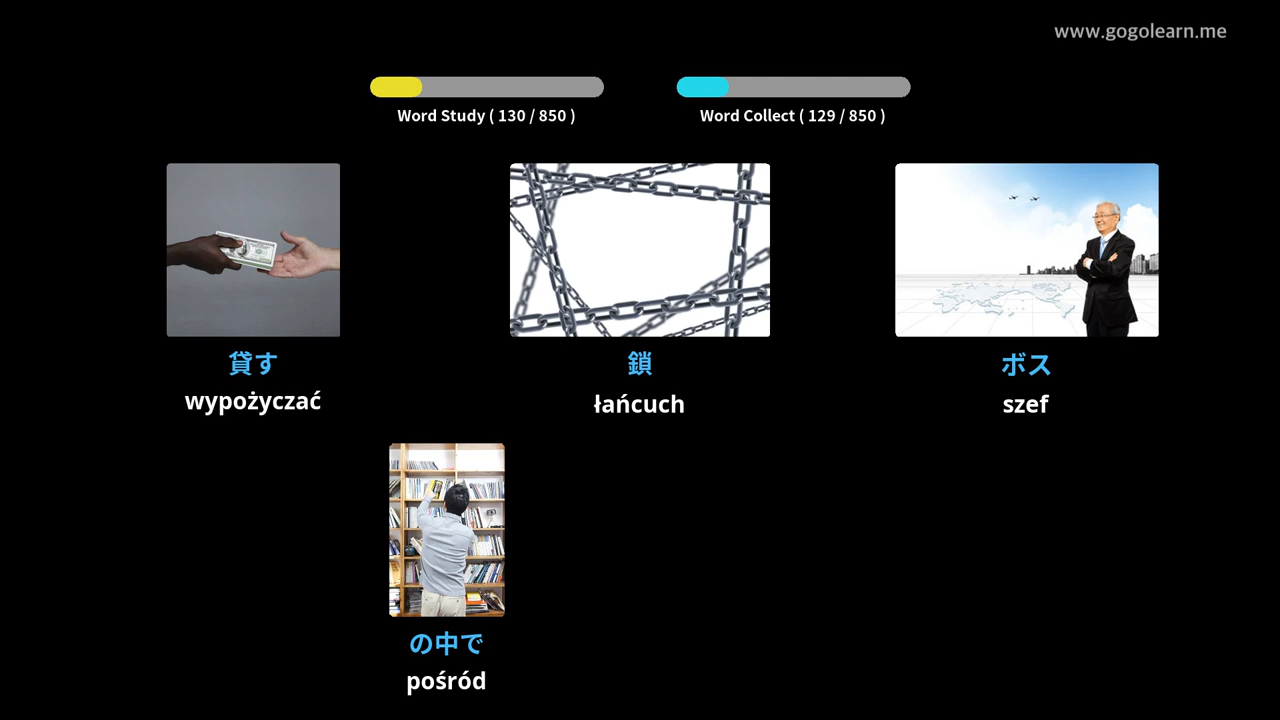 www.gogolearn.me
Word Study ( 130 / 850 )
Word Collect ( 129 / 850 )
貸す
wypożyczać
鎖
łańcuch
ボス
szef
の中で
pośród